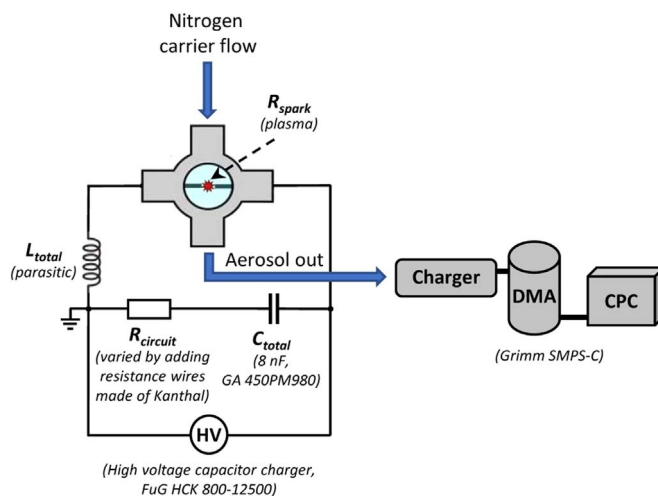 Nitrogen
carrier flow
R_spark
(plasma)
L_total
(parasitic)
Aerosol out
Charger
DMA
CPC
(Grimm SMPS-C)
R_circuit
(varied by adding
resistance wires
made of Kanthal)
C_total
(8 nF,
GA 450PM980)
HV
(High voltage capacitor charger,
FuG HCK 800-12500)